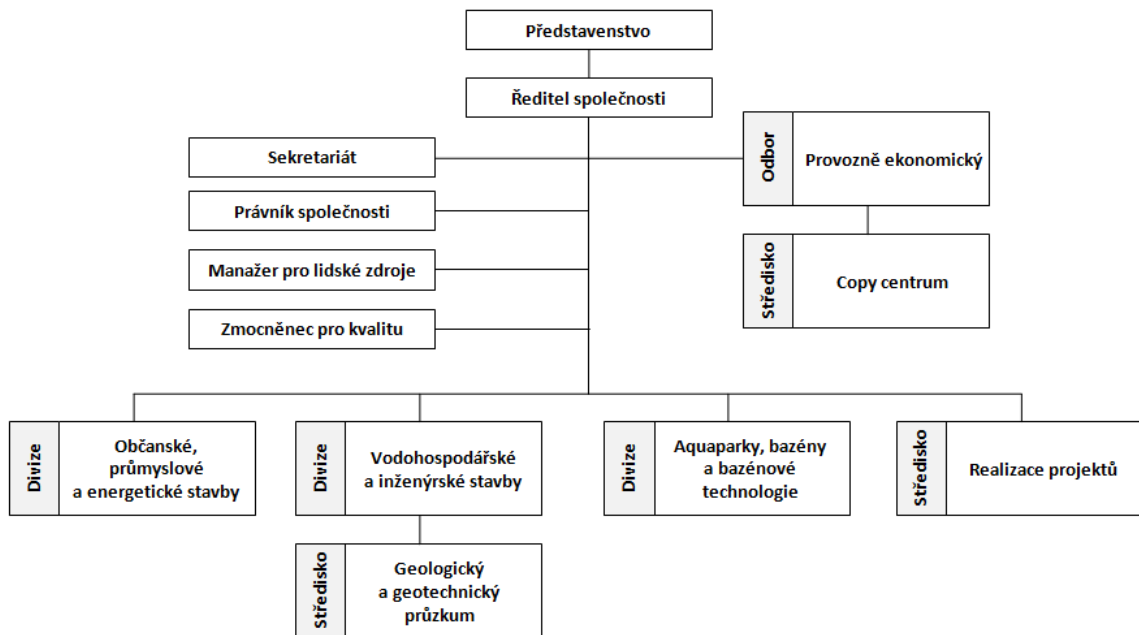 Představenstvo
Ředitel společnosti
Sekretariát
Odbor
Provozně ekonomický
Právník společnosti
Manažer pro lidské zdroje
Středisko
Copy centrum
Zmocněnec pro kvalitu
Divize
Občanské,
průmyslové
a energetické stavby
Divize
Vodohospodářské
a inženýrské stavby
Divize
Aquaparky, bazény
a bazénové
technologie
Středisko
Realizace projektů
Středisko
Geologický
a geotechnický
průzkum